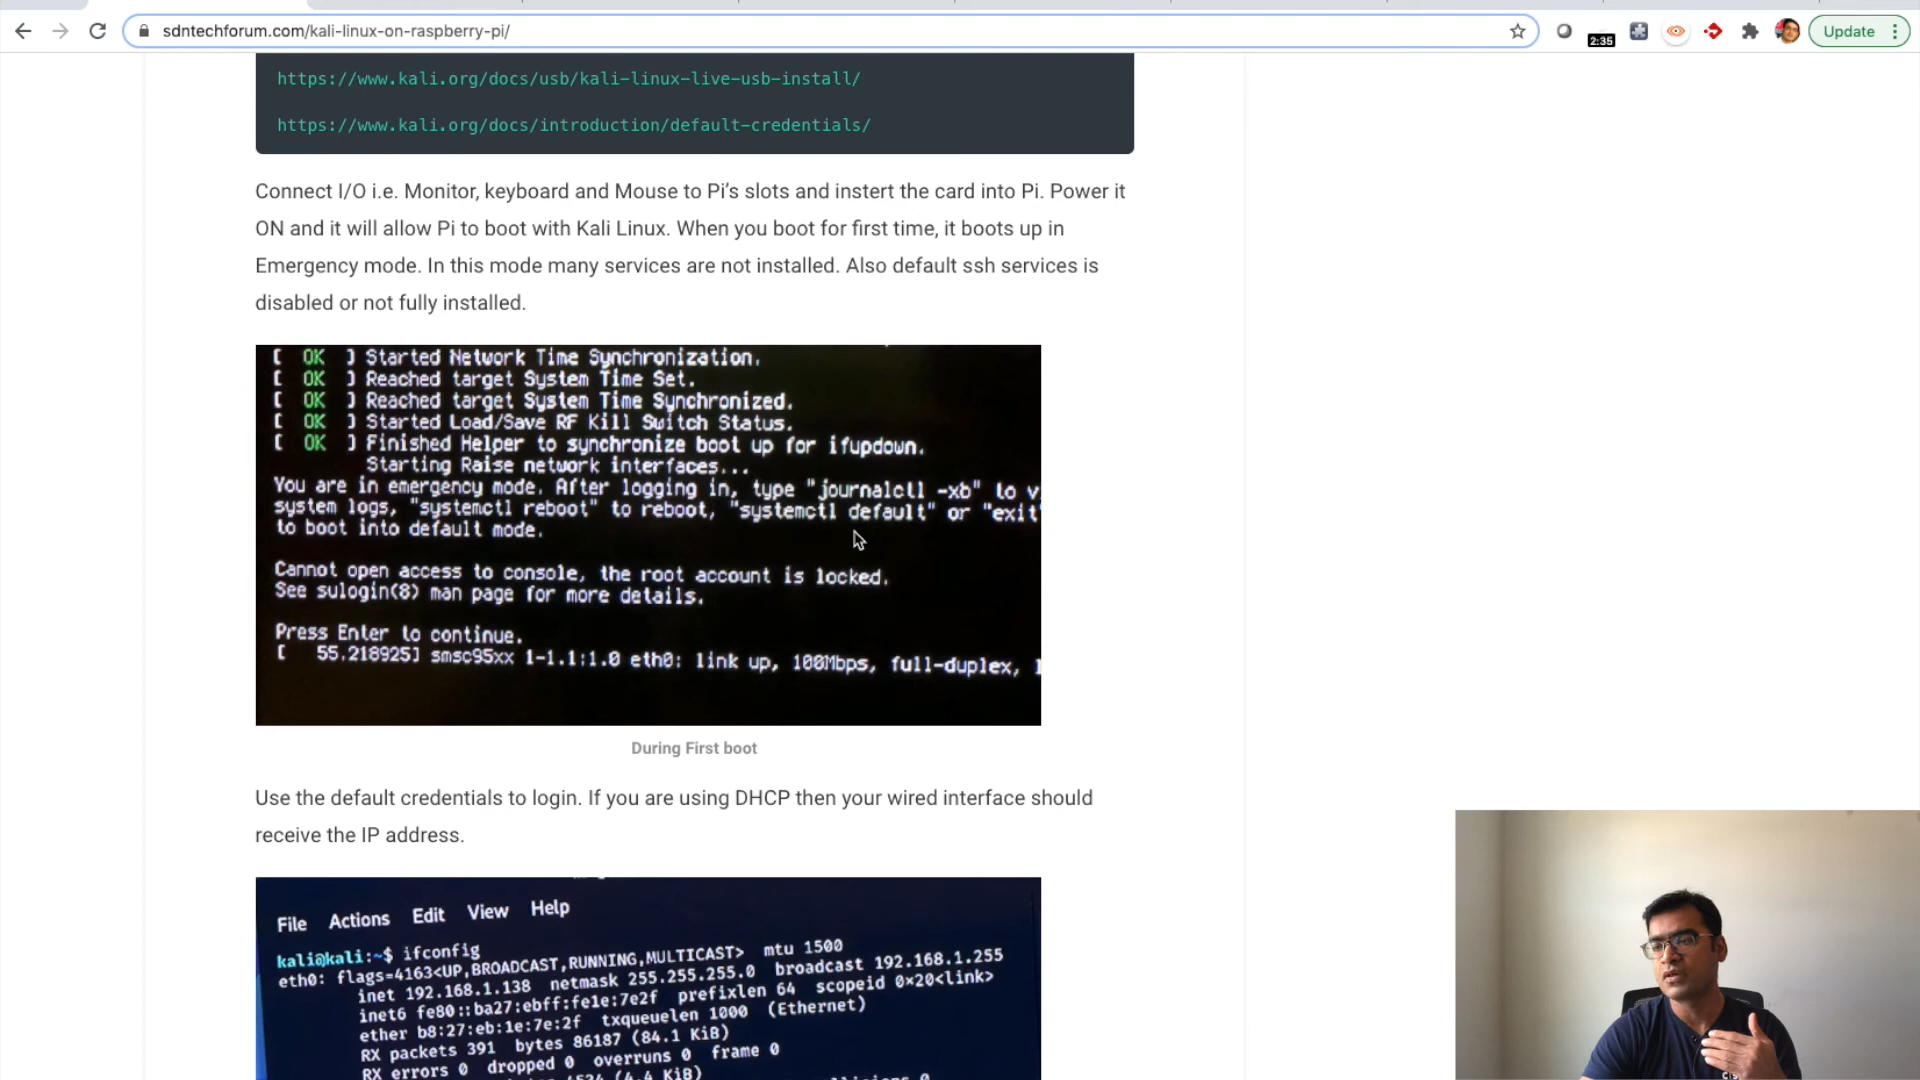 sdntechforum.com/kali-linux-on-raspberry-pi/
2:35
Update
https://www.kali.org/docs/usb/kali-linux-live-usb-install/
https://www.kali.org/docs/introduction/default-credentials/
Connect I/O i.e. Monitor, keyboard and Mouse to Pi’s slots and instert the card into Pi. Power it
ON and it will allow Pi to boot with Kali Linux. When you boot for first time, it boots up in
Emergency mode. In this mode many services are not installed. Also default ssh services is
disabled or not fully installed.
[ OK ] Started Network Time Synchronization.
[ OK ] Reached target System Time Set.
[ OK ] Reached target System Time Synchronized.
[ OK ] Started Load/Save RF Kill Switch Status.
[ OK ] Finished Helper to synchronize boot up for ifupdown.
Starting Raise network interfaces...
You are in emergency mode. After logging in, type "journalctl -xb" to v
system logs, "systemctl reboot" to reboot, "systemctl default" or "exit"
to boot into default mode.
Cannot open access to console, the root account is locked.
See sulogin(8) man page for more details.
Press Enter to continue.
[ 55.218925] smsc95xx 1-1.1:1.0 eth0: link up, 100Mbps, full-duplex,
During First boot
Use the default credentials to login. If you are using DHCP then your wired interface should
receive the IP address.
File Actions Edit View Help
kali@kali:~$ ifconfig
eth0: flags=4163<UP,BROADCAST,RUNNING,MULTICAST> mtu 1500
inet 192.168.1.138 netmask 255.255.255.0 broadcast 192.168.1.255
inet6 fe80::ba27:ebff:fe1e:7e2f prefixlen 64 scopeid 0x20<link>
ether b8:27:eb:1e:7e:2f txqueuelen 1000 (Ethernet)
RX packets 391 bytes 86187 (84.1 KiB)
RX errors 0 dropped 0 overruns 0 frame 0